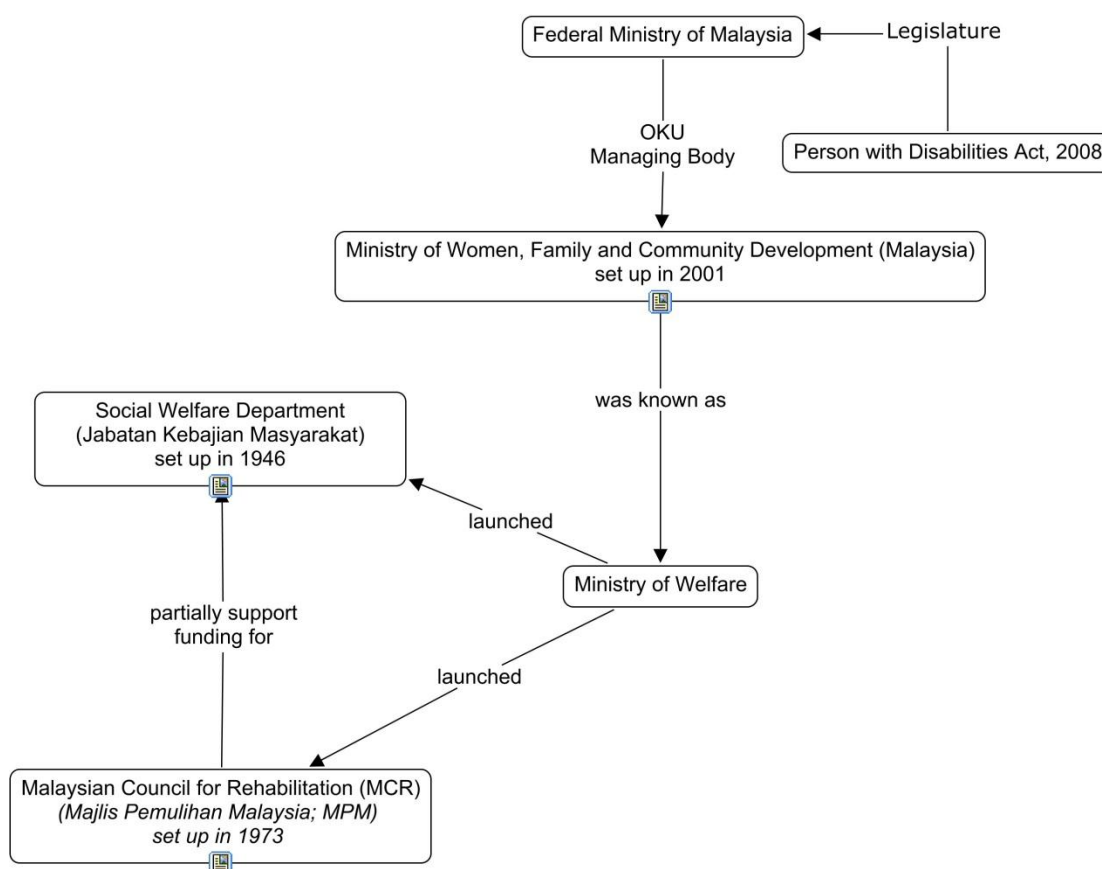 Federal Ministry of Malaysia
Legislature
OKU
Managing Body
Person with Disabilities Act, 2008
Ministry of Women, Family and Community Development (Malaysia)
set up in 2001
was known as
Social Welfare Department
(Jabatan Kebajian Masyarakat)
set up in 1946
launched
Ministry of Welfare
partially support
funding for
launched
Malaysian Council for Rehabilitation (MCR)
(Majlis Pemulihan Malaysia; MPM)
set up in 1973